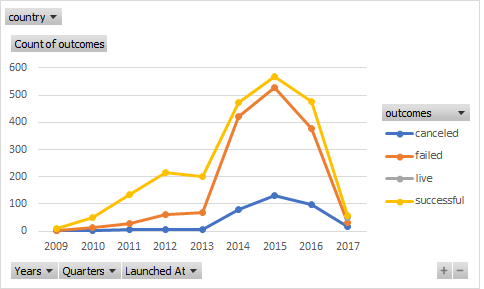 country
Count of outcomes
600
500
400
300
200
100
0
2009 2010 2011 2012 2013 2014 2015 2016 2017
outcomes
canceled
failed
live
successful
Years Quarters Launched At
+ −